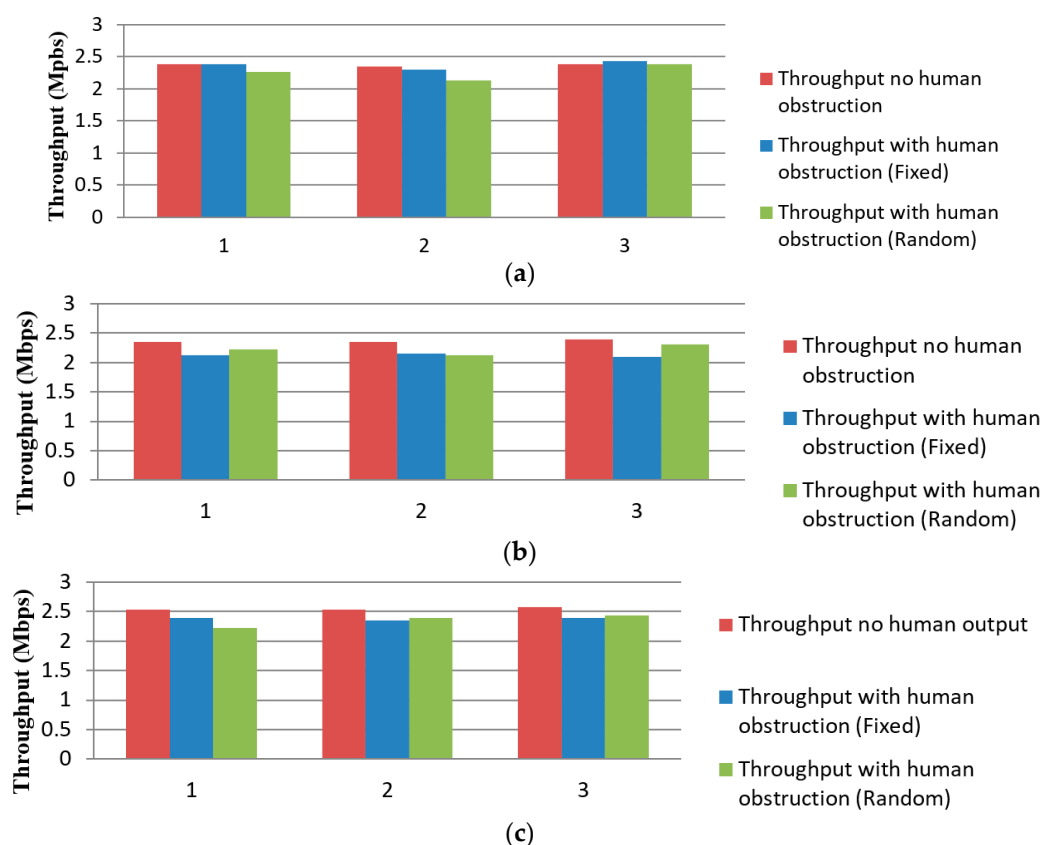 Throughput (Mpbs)
3
2.5
2
1.5
1
0.5
0
1
2
3
Throughput no human
obstruction
Throughput with human
obstruction (Fixed)
Throughput with human
obstruction (Random)
(a)
Throughput (Mbps)
3
2.5
2
1.5
1
0.5
0
1
2
3
Throughput no human
obstruction
Throughput with human
obstruction (Fixed)
Throughput with human
obstruction (Random)
(b)
Throughput (Mbps)
3
2.5
2
1.5
1
0.5
0
1
2
3
Throughput no human output
Throughput with human
obstruction (Fixed)
Throughput with human
obstruction (Random)
(c)